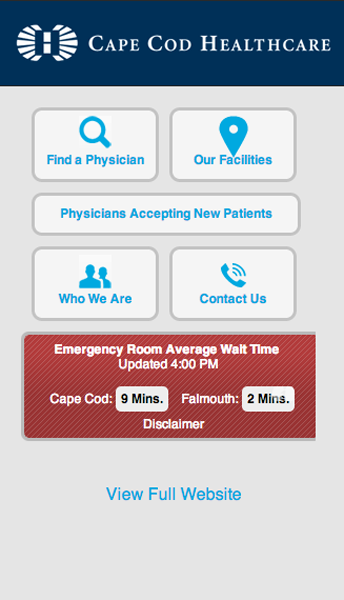 CAPE COD HEALTHCARE
Find a Physician
Our Facilities
Physicians Accepting New Patients
Who We Are
Contact Us
Emergency Room Average Wait Time
Updated 4:00 PM
Cape Cod: 9 Mins. Falmouth: 2 Mins.
Disclaimer
View Full Website